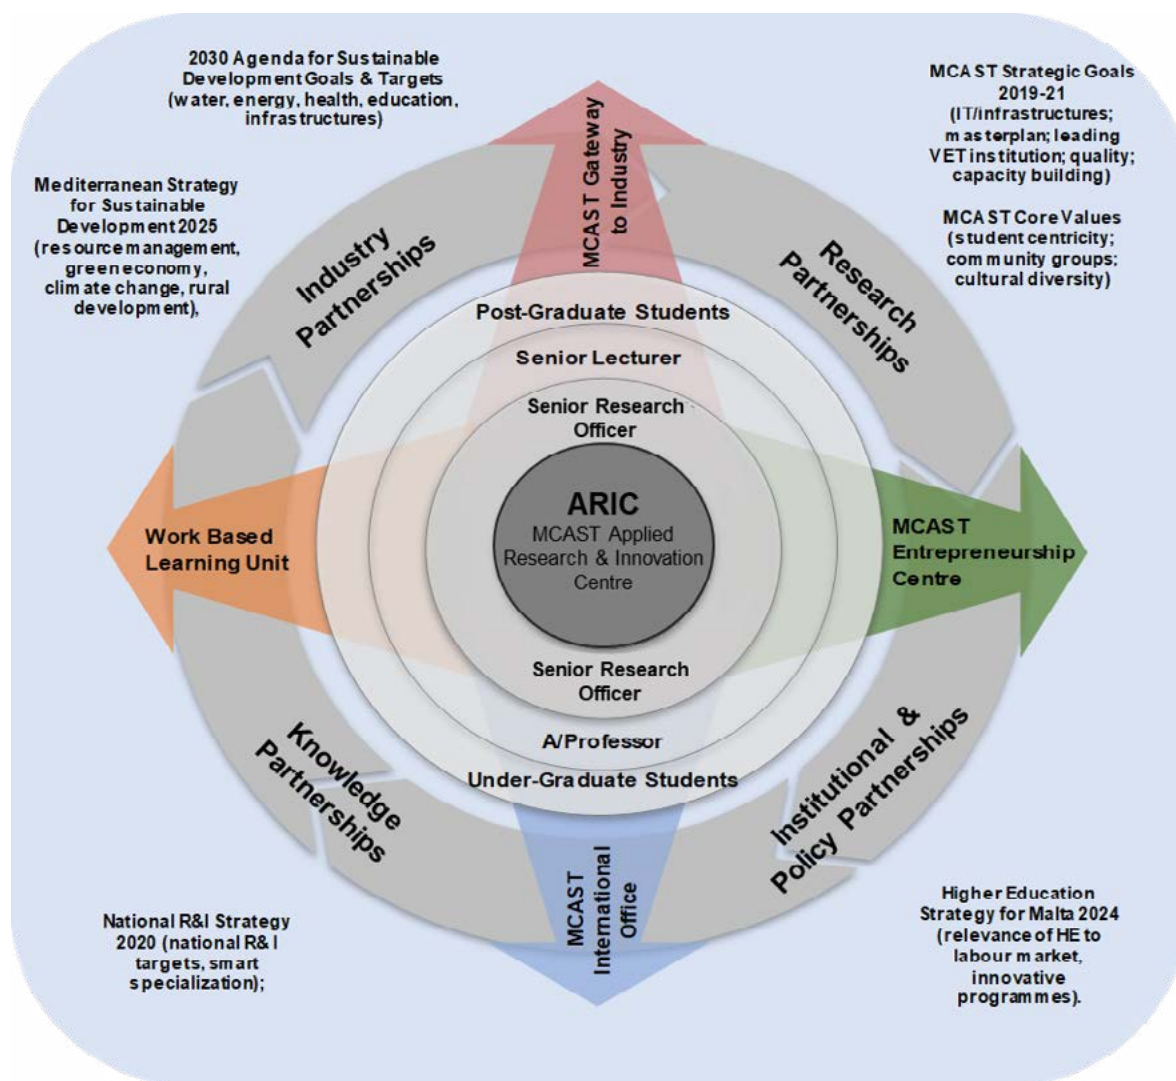 2030 Agenda for Sustainable
Development Goals & Targets
(water, energy, health, education,
infrastructures)
MCAST Strategic Goals
2019-21
(IT/infrastructures;
masterplan; leading
VET institution; quality;
capacity building)
MCAST Core Values
(student centricity;
community groups;
cultural diversity)
Mediterranean Strategy
for Sustainable
Development 2025
(resource management,
green economy,
climate change, rural
development),
MCAST Gateway
to Industry
Industry
Partnerships
Research
Partnerships
Post-Graduate Students
Senior Lecturer
Senior Research
Officer
ARIC
MCAST Applied
Research & Innovation
Centre
Work Based
Learning Unit
MCAST
Entrepreneurship
Centre
Senior Research
Officer
A/Professor
Under-Graduate Students
Knowledge
Partnerships
Institutional &
Policy Partnerships
MCAST
International
Office
National R&I Strategy
2020 (national R&I
targets, smart
specialization);
Higher Education
Strategy for Malta 2024
(relevance of HE to
labour market,
innovative
programmes).